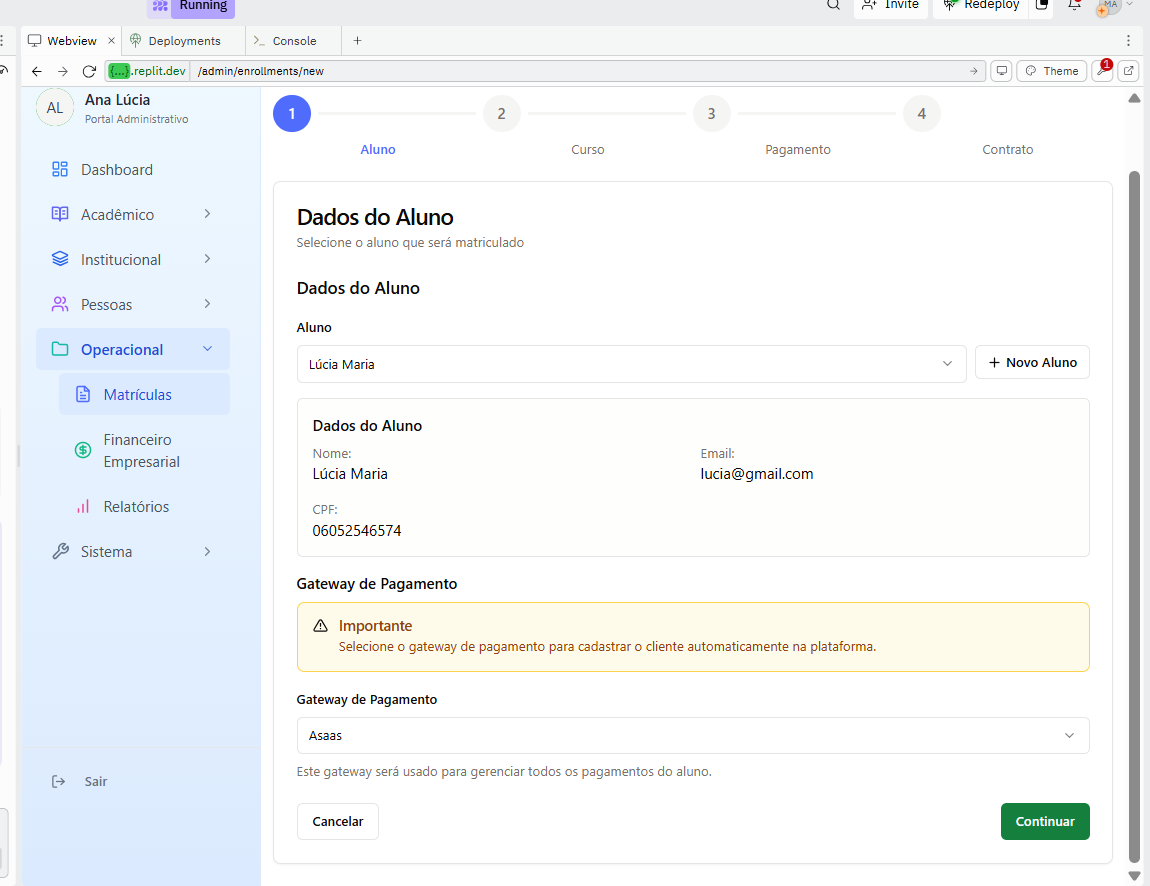 Running
Invite
Redeploy
MA
Webview
Deployments
Console
{...}.replit.dev
/admin/enrollments/new
Theme
1
AL
Ana Lúcia
Portal Administrativo
Dashboard
Acadêmico
Institucional
Pessoas
Operacional
Matrículas
Financeiro
Empresarial
Relatórios
Sistema
Sair
1
2
3
4
Aluno
Curso
Pagamento
Contrato
Dados do Aluno
Selecione o aluno que será matriculado
Dados do Aluno
Aluno
Lúcia Maria
+ Novo Aluno
Dados do Aluno
Nome:
Email:
Lúcia Maria
lucia@gmail.com
CPF:
06052546574
Gateway de Pagamento
Importante
Selecione o gateway de pagamento para cadastrar o cliente automaticamente na plataforma.
Gateway de Pagamento
Asaas
Este gateway será usado para gerenciar todos os pagamentos do aluno.
Cancelar
Continuar